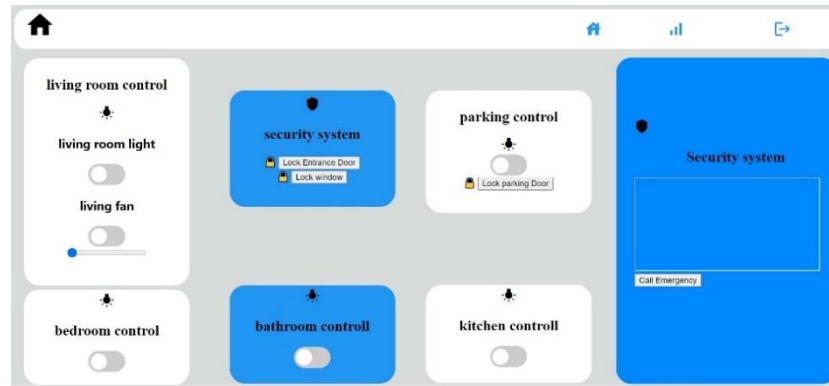 living room control
living room light
living fan
security system
Lock Entrance Door
Lock window
parking control
Lock parking Door
Security system
Call Emergency
bedroom control
bathroom controll
kitchen controll